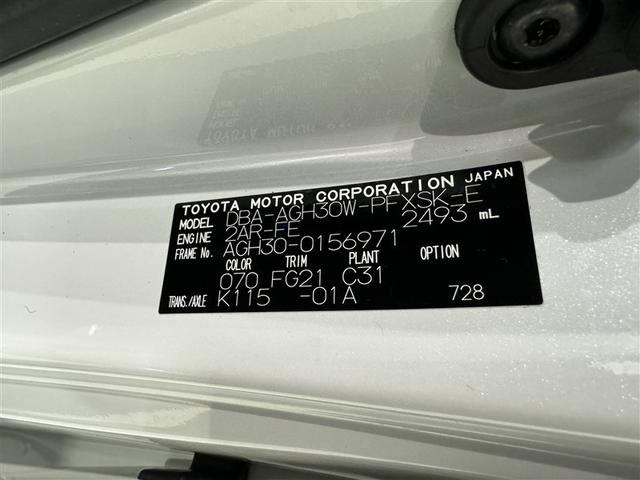 TOYOTA MOTOR CORPORATION JAPAN
MODEL DBA-AGH30W-PFXSK-E
ENGINE 2AR-FE 2493 mL
FRAME No. AGH30-0156971
COLOR TRIM PLANT OPTION
070 FG21 C31
TRANS./AXLE K115 -01A 728